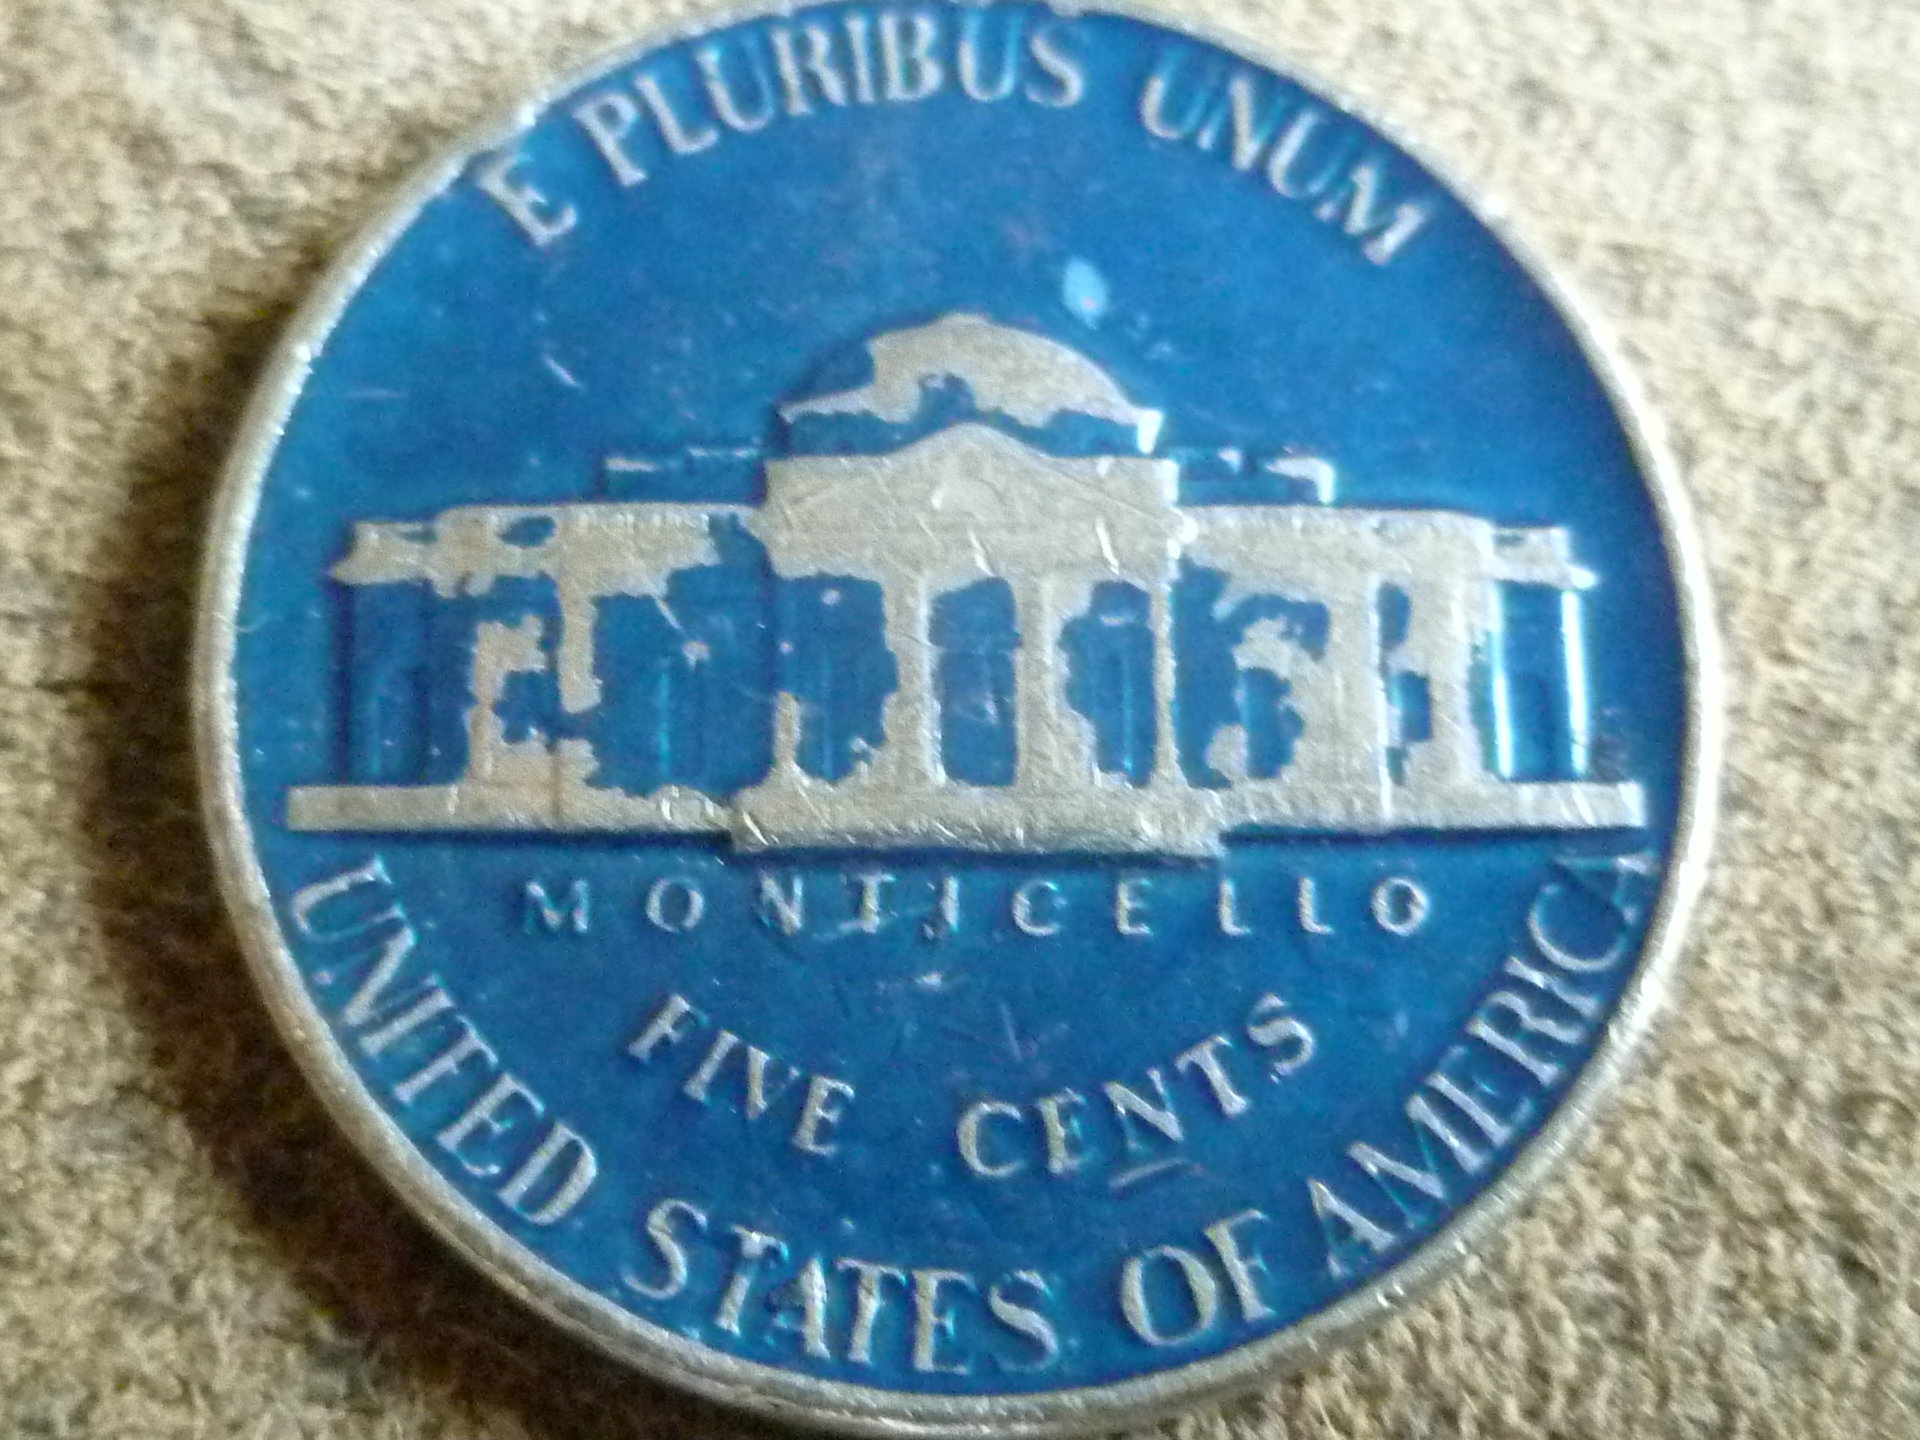 E PLURIBUS UNUM
MONTICELLO
FIVE CENTS
UNITED STATES OF AMERICA